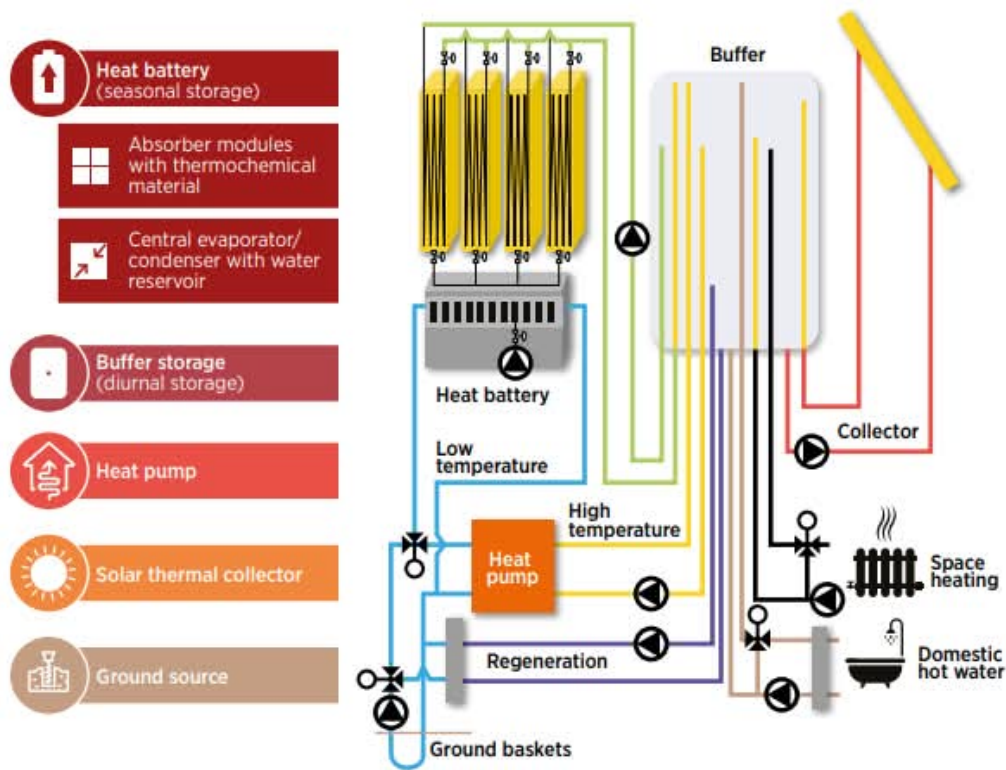 Heat battery
(seasonal storage)
Absorber modules
with thermochemical
material
Central evaporator/
condenser with water
reservoir
Buffer storage
(diurnal storage)
Heat pump
Solar thermal collector
Ground source
Buffer
Heat battery
Collector
Low
temperature
High
temperature
Heat
pump
Space
heating
Regeneration
Domestic
hot water
Ground baskets